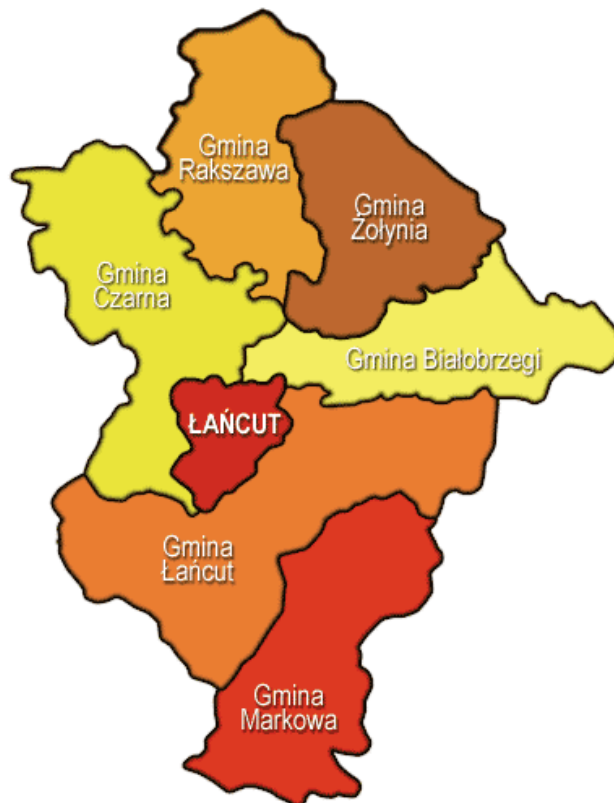 Gmina
Rakszawa
Gmina
Żołynia
Gmina
Czarna
Gmina Białobrzegi
ŁAŃCUT
Gmina
Łańcut
Gmina
Markowa